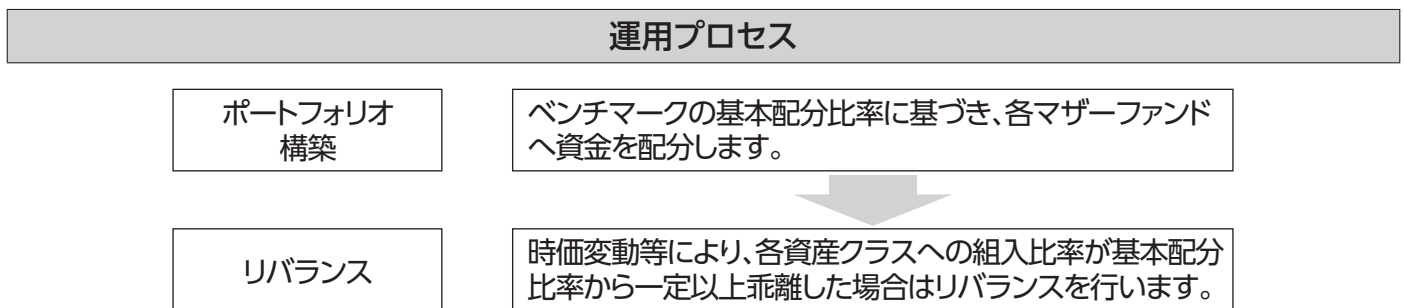 運用プロセス
ポートフォリオ
構築
ベンチマークの基本配分比率に基づき、各マザーファンド
へ資金を配分します。
リバランス
時価変動等により、各資産クラスへの組入比率が基本配分
比率から一定以上乖離した場合はリバランスを行います。